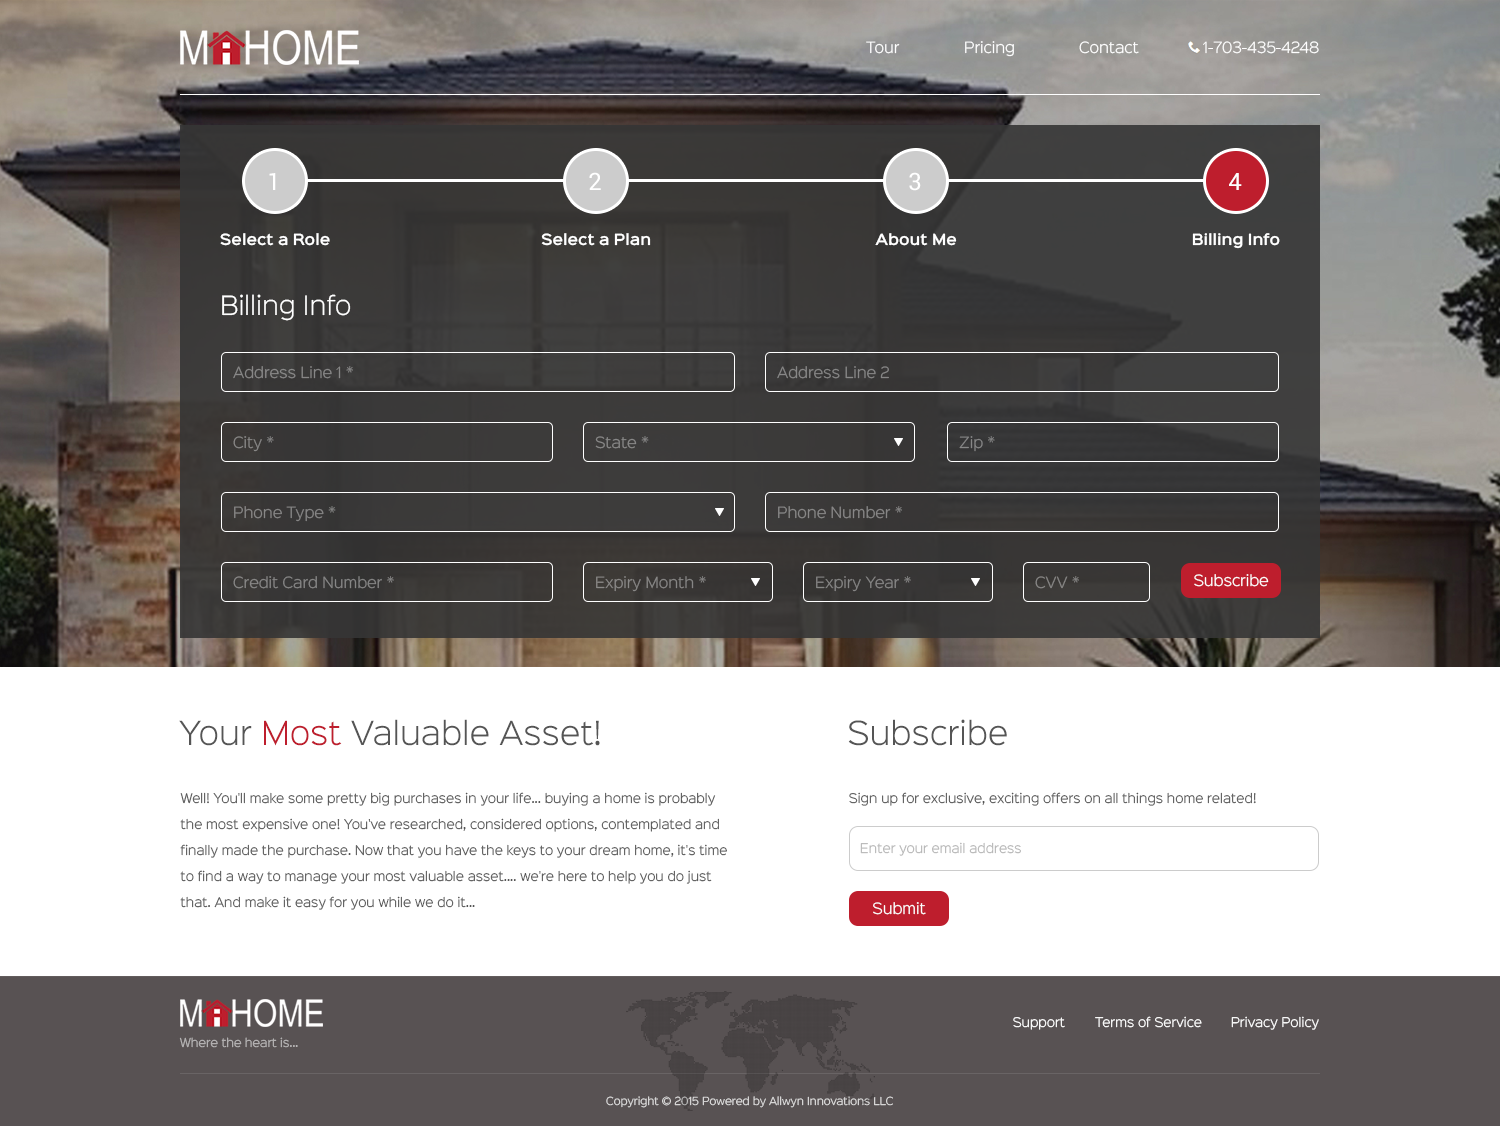 M HOME
Tour Pricing Contact 1-703-435-4248
1 2 3 4
Select a Role Select a Plan About Me Billing Info
Billing Info
Address Line 1 * Address Line 2
City * State * Zip *
Phone Type * Phone Number *
Credit Card Number * Expiry Month * Expiry Year * CVV * Subscribe
Your Most Valuable Asset!
Well! You'll make some pretty big purchases in your life... buying a home is probably
the most expensive one! You've researched, considered options, contemplated and
finally made the purchase. Now that you have the keys to your dream home, it's time
to find a way to manage your most valuable asset.... we're here to help you do just
that. And make it easy for you while we do it...
Subscribe
Sign up for exclusive, exciting offers on all things home related!
Enter your email address
Submit
M HOME
Where the heart is...
Support Terms of Service Privacy Policy
Copyright © 2015 Powered by Allwyn Innovations LLC